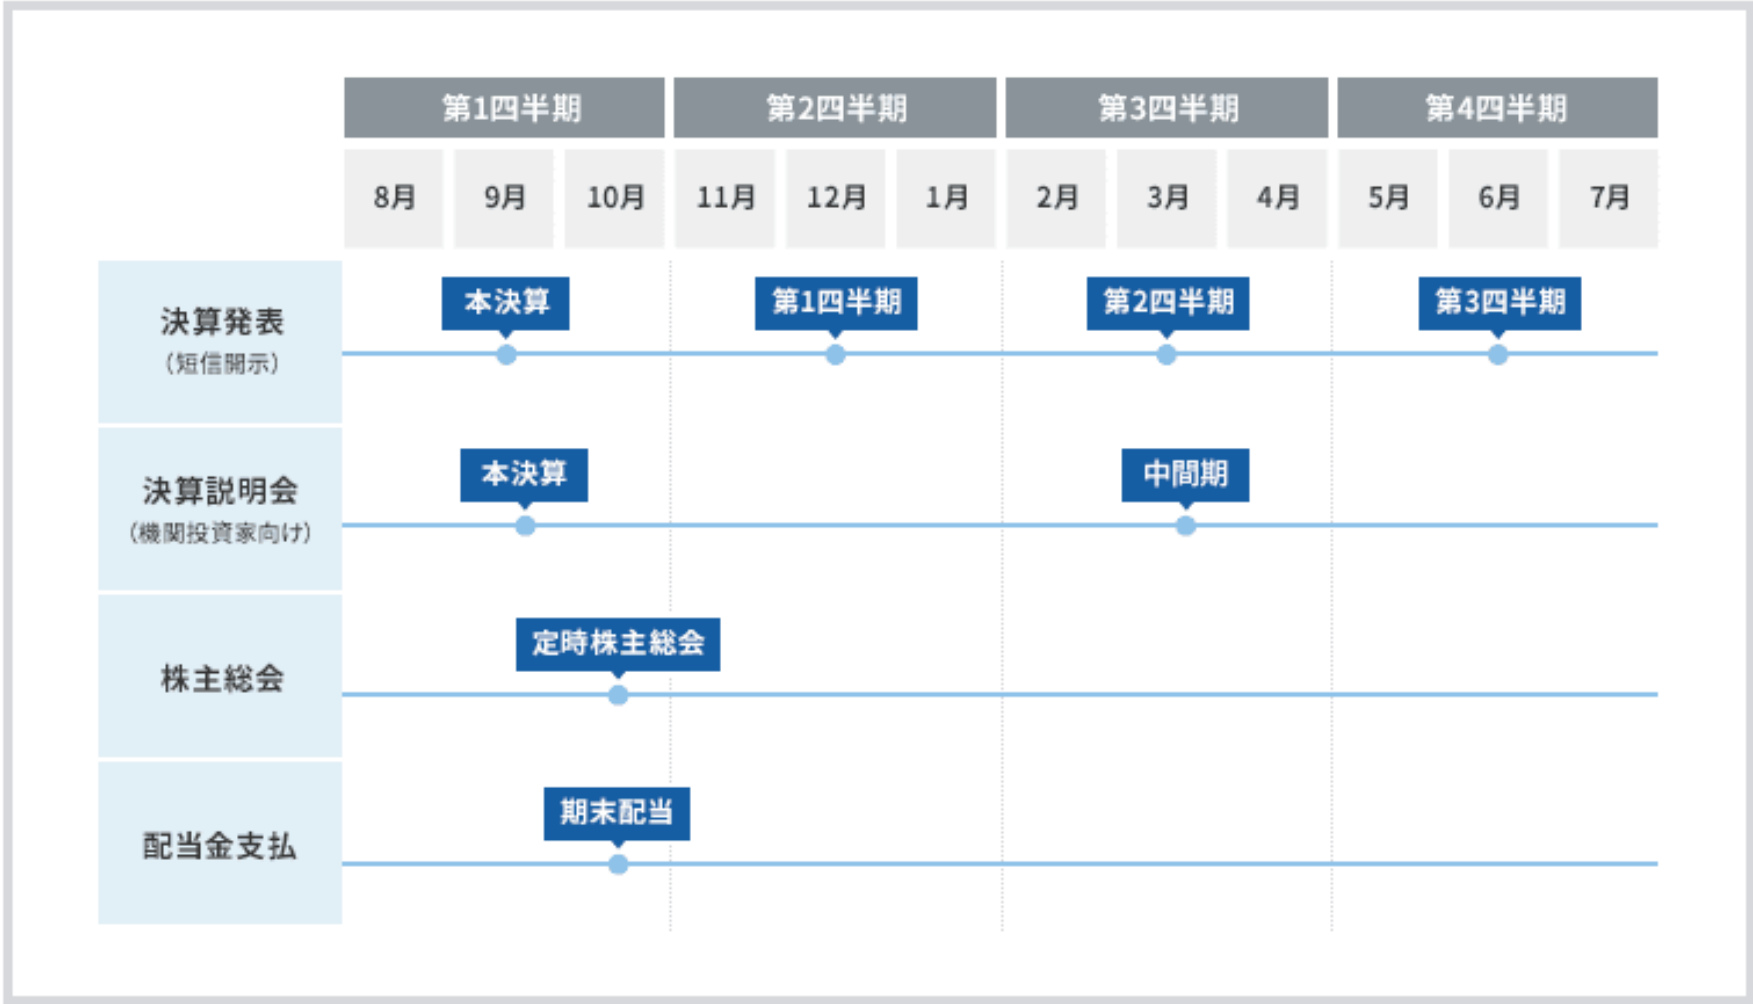 第1四半期 第2四半期 第3四半期 第4四半期
8月 9月 10月 11月 12月 1月 2月 3月 4月 5月 6月 7月
決算発表
（短信開示）
本決算 第1四半期 第2四半期 第3四半期
決算説明会
（機関投資家向け）
本決算 中間期
株主総会
定時株主総会
配当金支払
期末配当